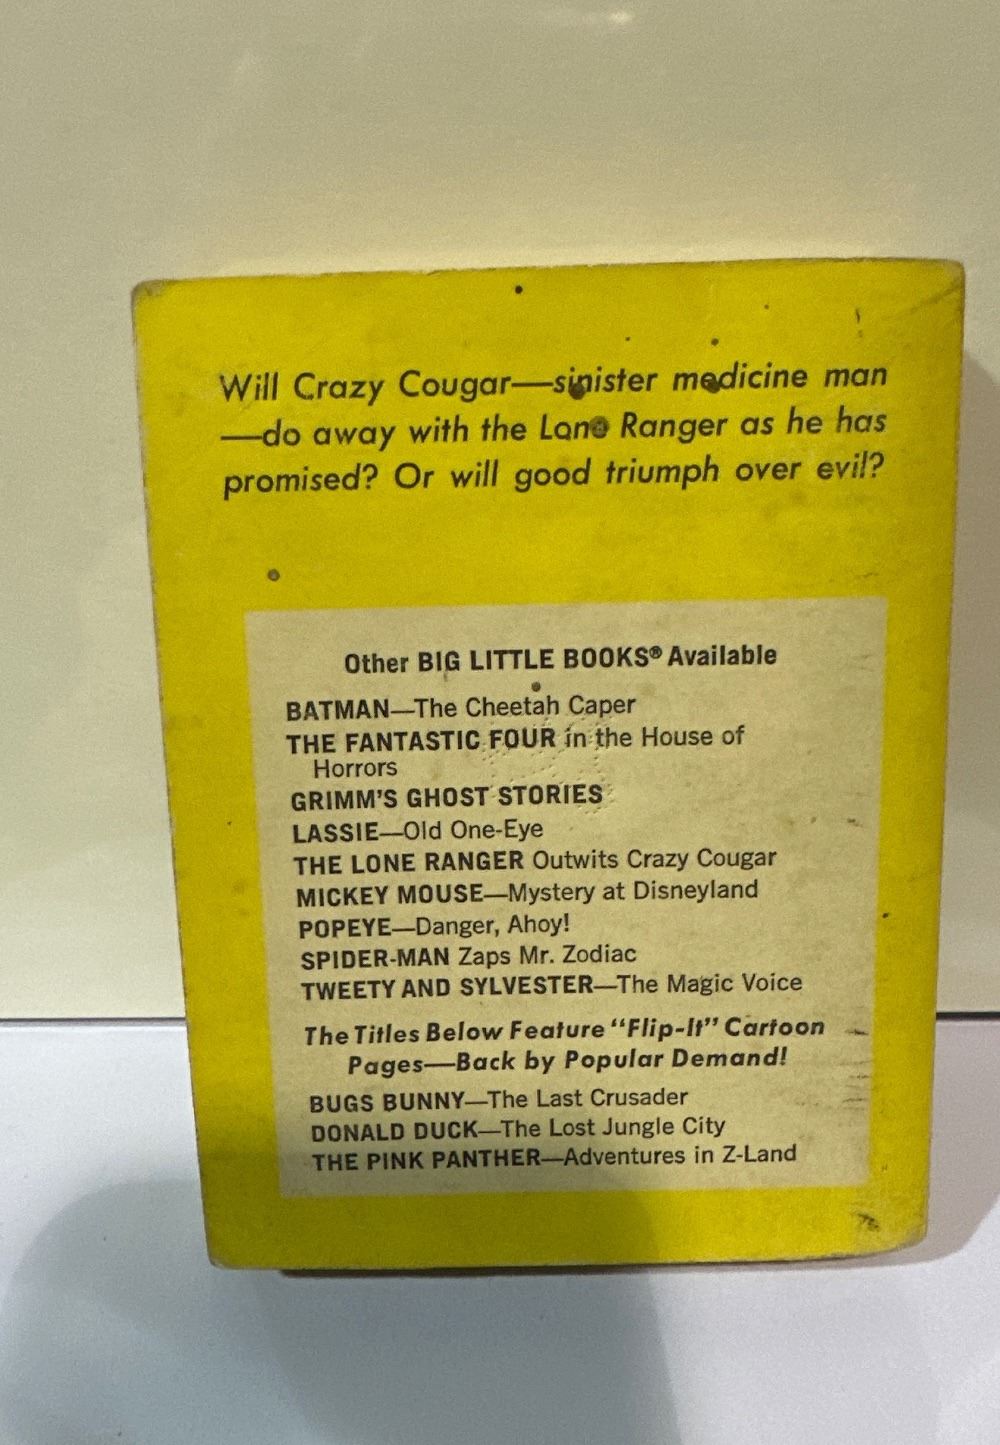 Will Crazy Cougar—sinister medicine man
—do away with the Lone Ranger as he has
promised? Or will good triumph over evil?
Other BIG LITTLE BOOKS® Available
BATMAN—The Cheetah Caper
THE FANTASTIC FOUR in the House of
Horrors
GRIMM'S GHOST STORIES
LASSIE—Old One-Eye
THE LONE RANGER Outwits Crazy Cougar
MICKEY MOUSE—Mystery at Disneyland
POPEYE—Danger, Ahoy!
SPIDER-MAN Zaps Mr. Zodiac
TWEETY AND SYLVESTER—The Magic Voice
The Titles Below Feature "Flip-It" Cartoon
Pages—Back by Popular Demand!
BUGS BUNNY—The Last Crusader
DONALD DUCK—The Lost Jungle City
THE PINK PANTHER—Adventures in Z-Land